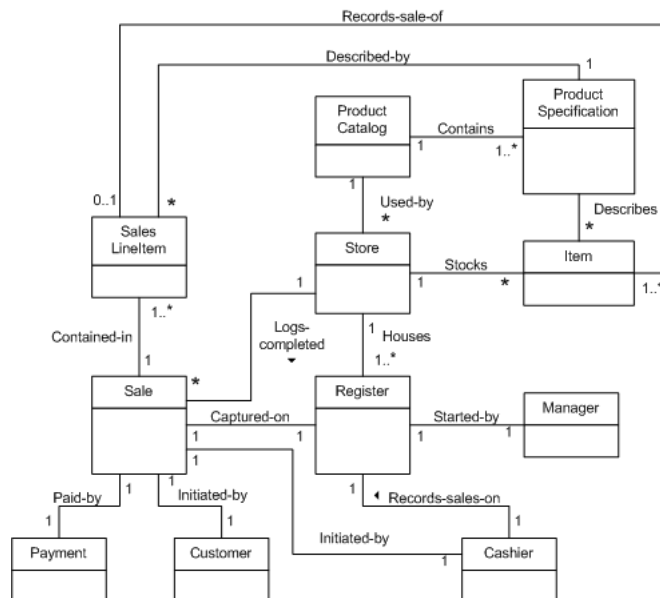 Records-sale-of
Described-by
1
Product
Catalog
Product
Specification
Contains
1
1..*
0..1
*
1
Used-by
*
Describes
*
Sales
LineItem
Store
Item
Stocks
1
1
*
1..*
1..*
Logs-
completed
1
Houses
Contained-in
1
*
1..*
Sale
Register
Manager
Captured-on
Started-by
1
1
1
1
1
Paid-by
1
1
Initiated-by
1
Records-sales-on
1
1
1
Initiated-by
1
Payment
Customer
Cashier